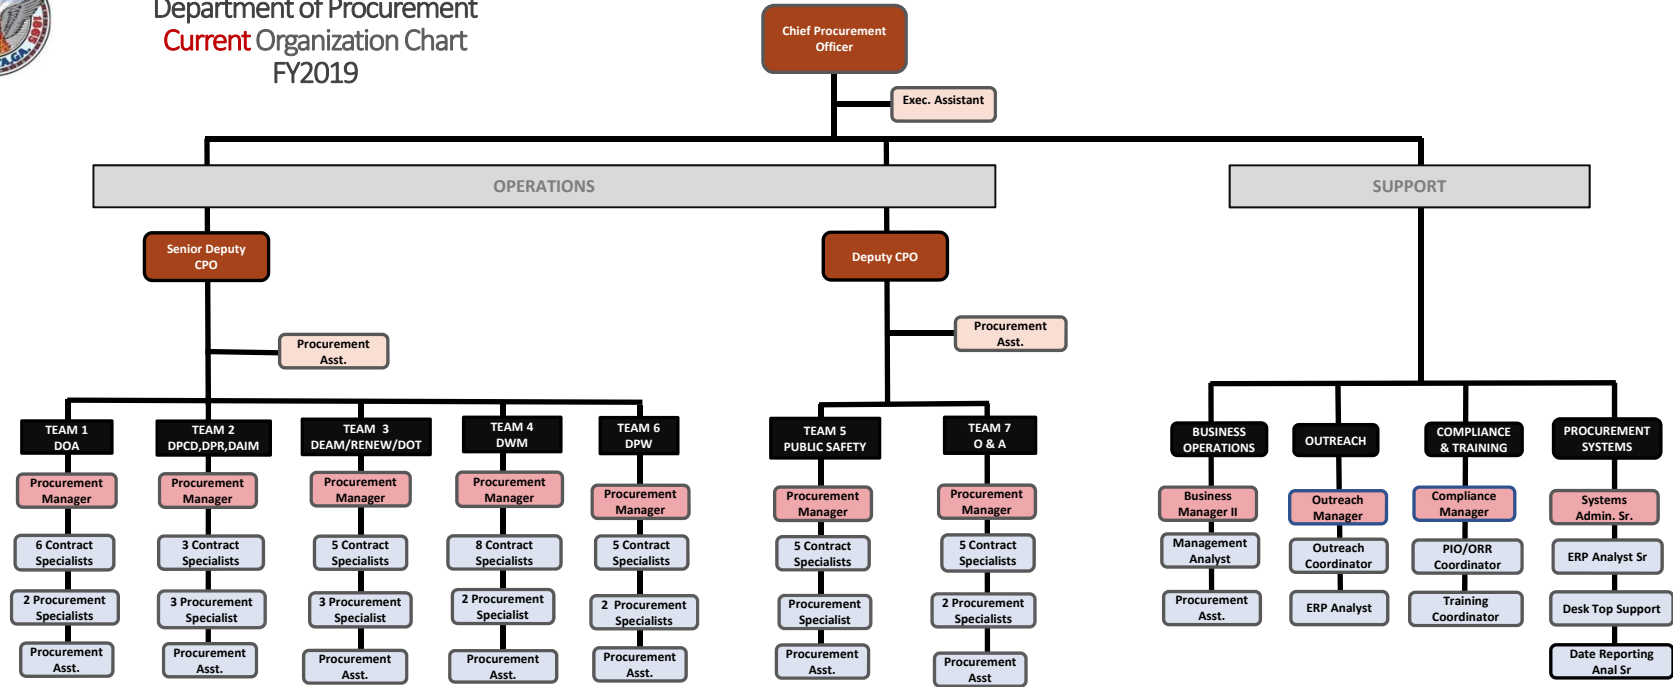 Department of Procurement
Current Organization Chart
FY2019
1865
Chief Procurement
Officer
Exec. Assistant
OPERATIONS
SUPPORT
Senior Deputy
CPO
Deputy CPO
Procurement
Asst.
Procurement
Asst.
TEAM 1
DOA
Procurement
Manager
6 Contract
Specialists
2 Procurement
Specialists
Procurement
Asst.
TEAM 2
DPCD,DPR,DAIM
Procurement
Manager
3 Contract
Specialists
3 Procurement
Specialist
Procurement
Asst.
TEAM 3
DEAM/RENEW/DOT
Procurement
Manager
5 Contract
Specialists
3 Procurement
Specialist
Procurement
Asst.
TEAM 4
DWM
Procurement
Manager
8 Contract
Specialists
2 Procurement
Specialist
Procurement
Asst.
TEAM 6
DPW
Procurement
Manager
5 Contract
Specialists
2 Procurement
Specialists
Procurement
Asst.
TEAM 5
PUBLIC SAFETY
Procurement
Manager
5 Contract
Specialists
Procurement
Specialist
Procurement
Asst.
TEAM 7
O & A
Procurement
Manager
5 Contract
Specialists
2 Procurement
Specialists
Procurement
Asst
BUSINESS
OPERATIONS
Business
Manager II
Management
Analyst
Procurement
Asst.
OUTREACH
Outreach
Manager
Outreach
Coordinator
ERP Analyst
COMPLIANCE
& TRAINING
Compliance
Manager
PIO/ORR
Coordinator
Training
Coordinator
PROCUREMENT
SYSTEMS
Systems
Admin. Sr.
ERP Analyst Sr
Desk Top Support
Date Reporting
Anal Sr